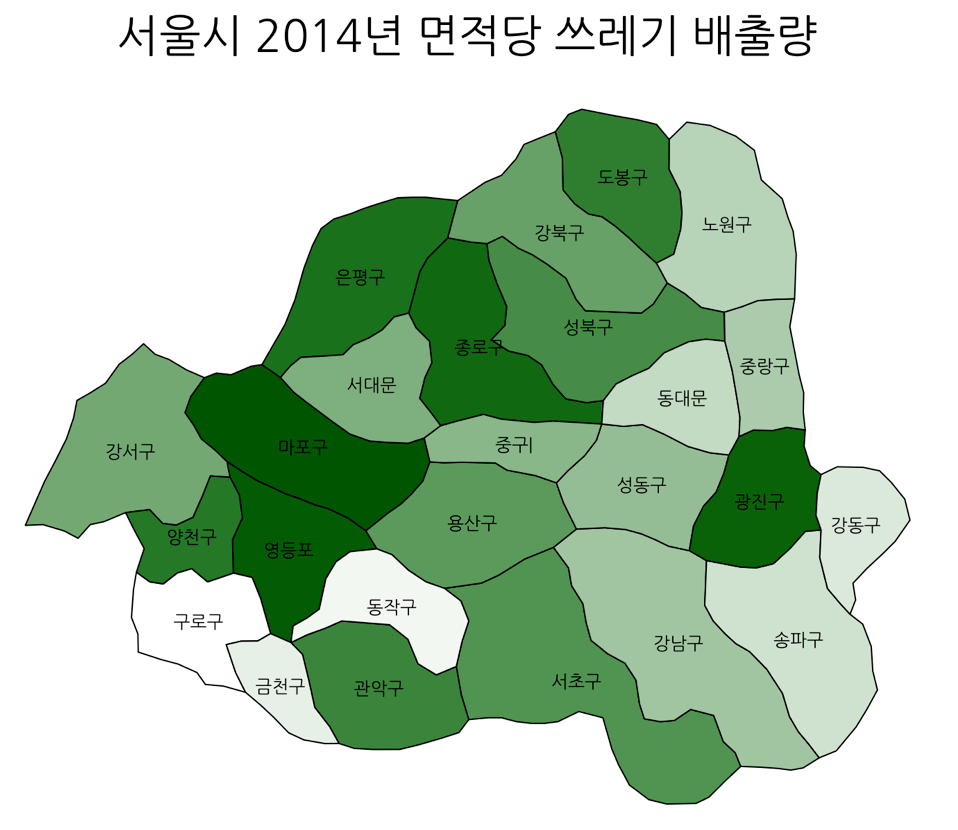 서울시 2014년 면적당 쓰레기 배출량
도봉구
노원구
강북구
은평구
성북구
종로구
중랑구
서대문
동대문
중구|
마포구
강서구
성동구
광진구
용산구
강동구
양천구
영등포
동작구
구로구
강남구
송파구
서초구
금천구
관악구